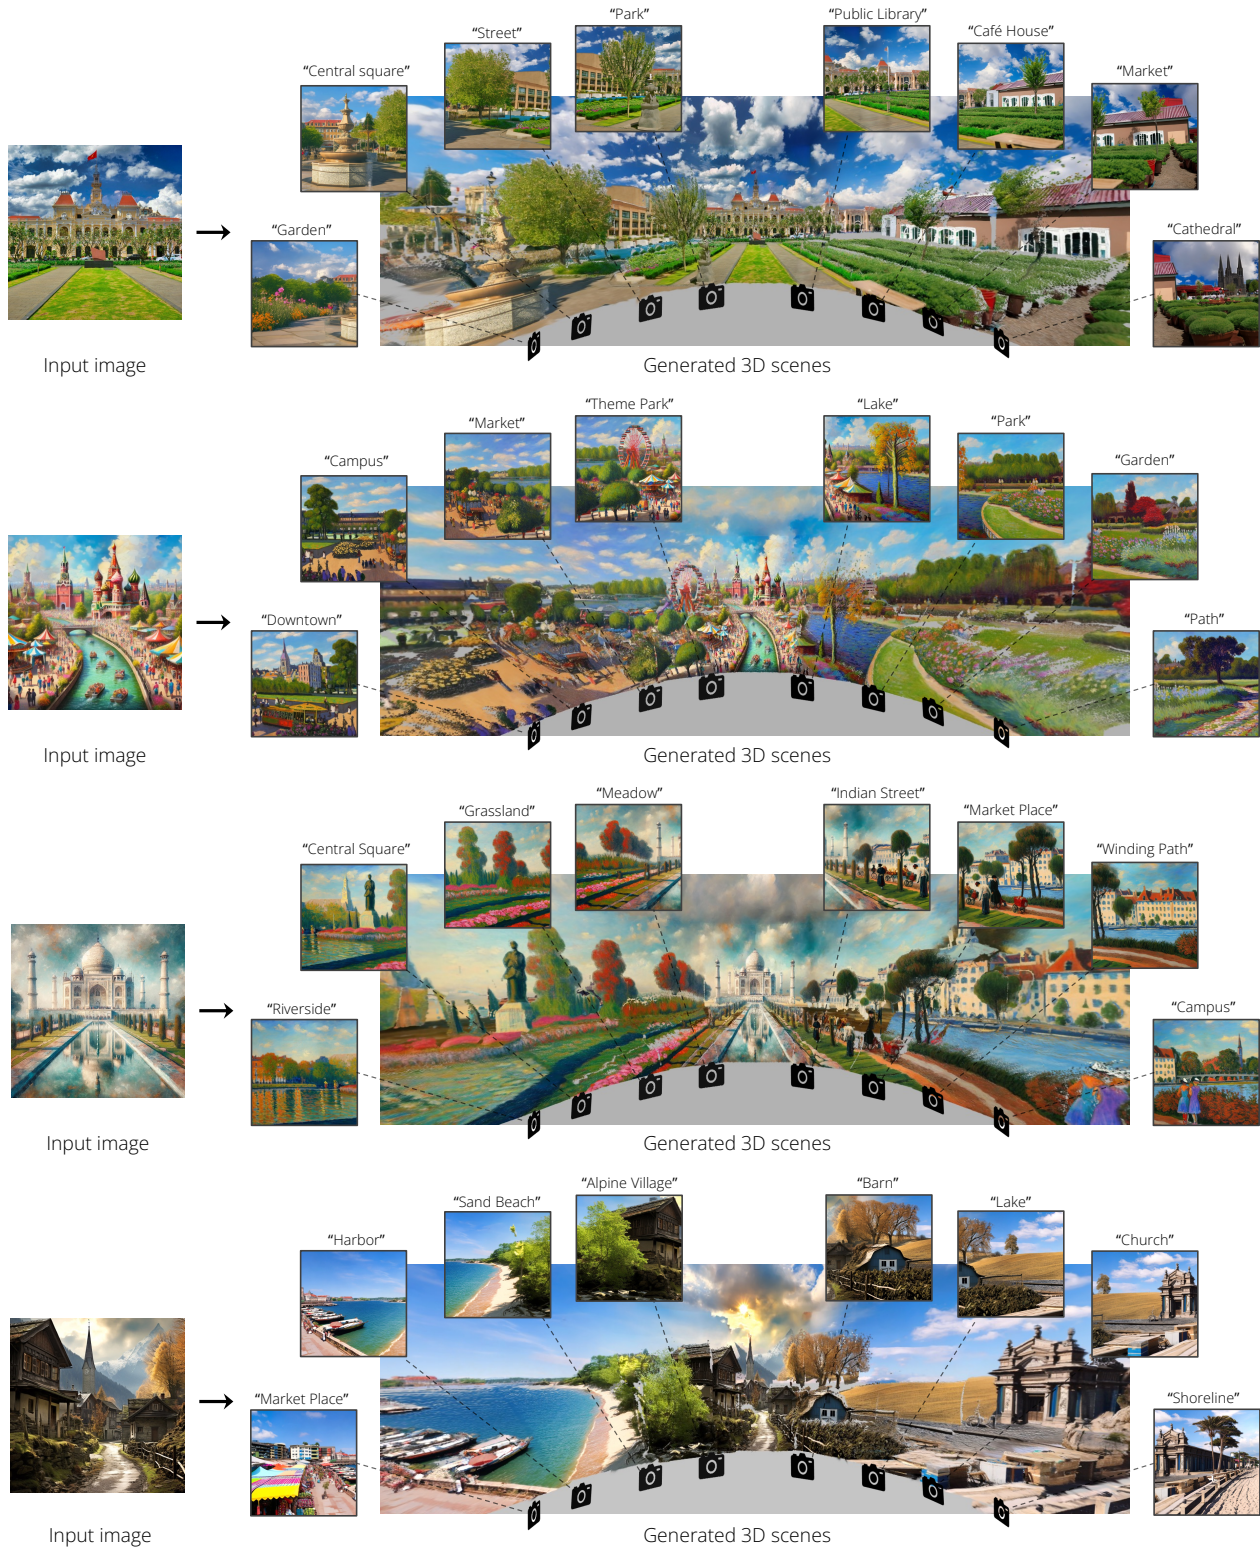 “Park”
“Public Library”
“Street”
“Café House”
“Central square”
“Market”
“Garden”
“Cathedral”
Input image
Generated 3D scenes
“Theme Park”
“Lake”
“Market”
“Park”
“Campus”
“Garden”
“Downtown”
“Path”
Input image
Generated 3D scenes
“Meadow”
“Indian Street”
“Grassland”
“Market Place”
“Central Square”
“Winding Path”
“Riverside”
“Campus”
Input image
Generated 3D scenes
“Alpine Village”
“Barn”
“Sand Beach”
“Lake”
“Harbor”
“Church”
“Market Place”
“Shoreline”
Input image
Generated 3D scenes